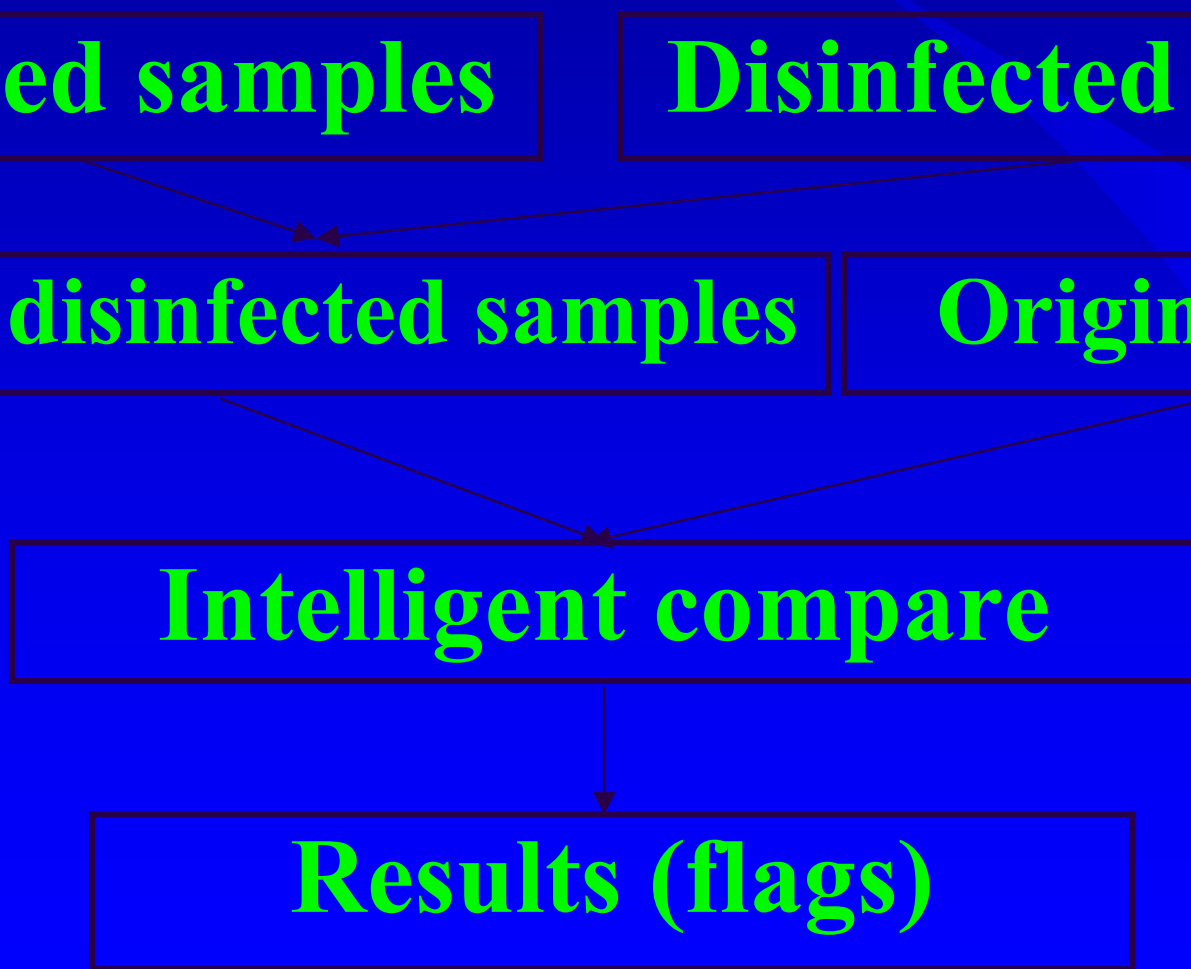 ed samples
Disinfected
disinfected samples
Origin
Intelligent compare
Results (flags)